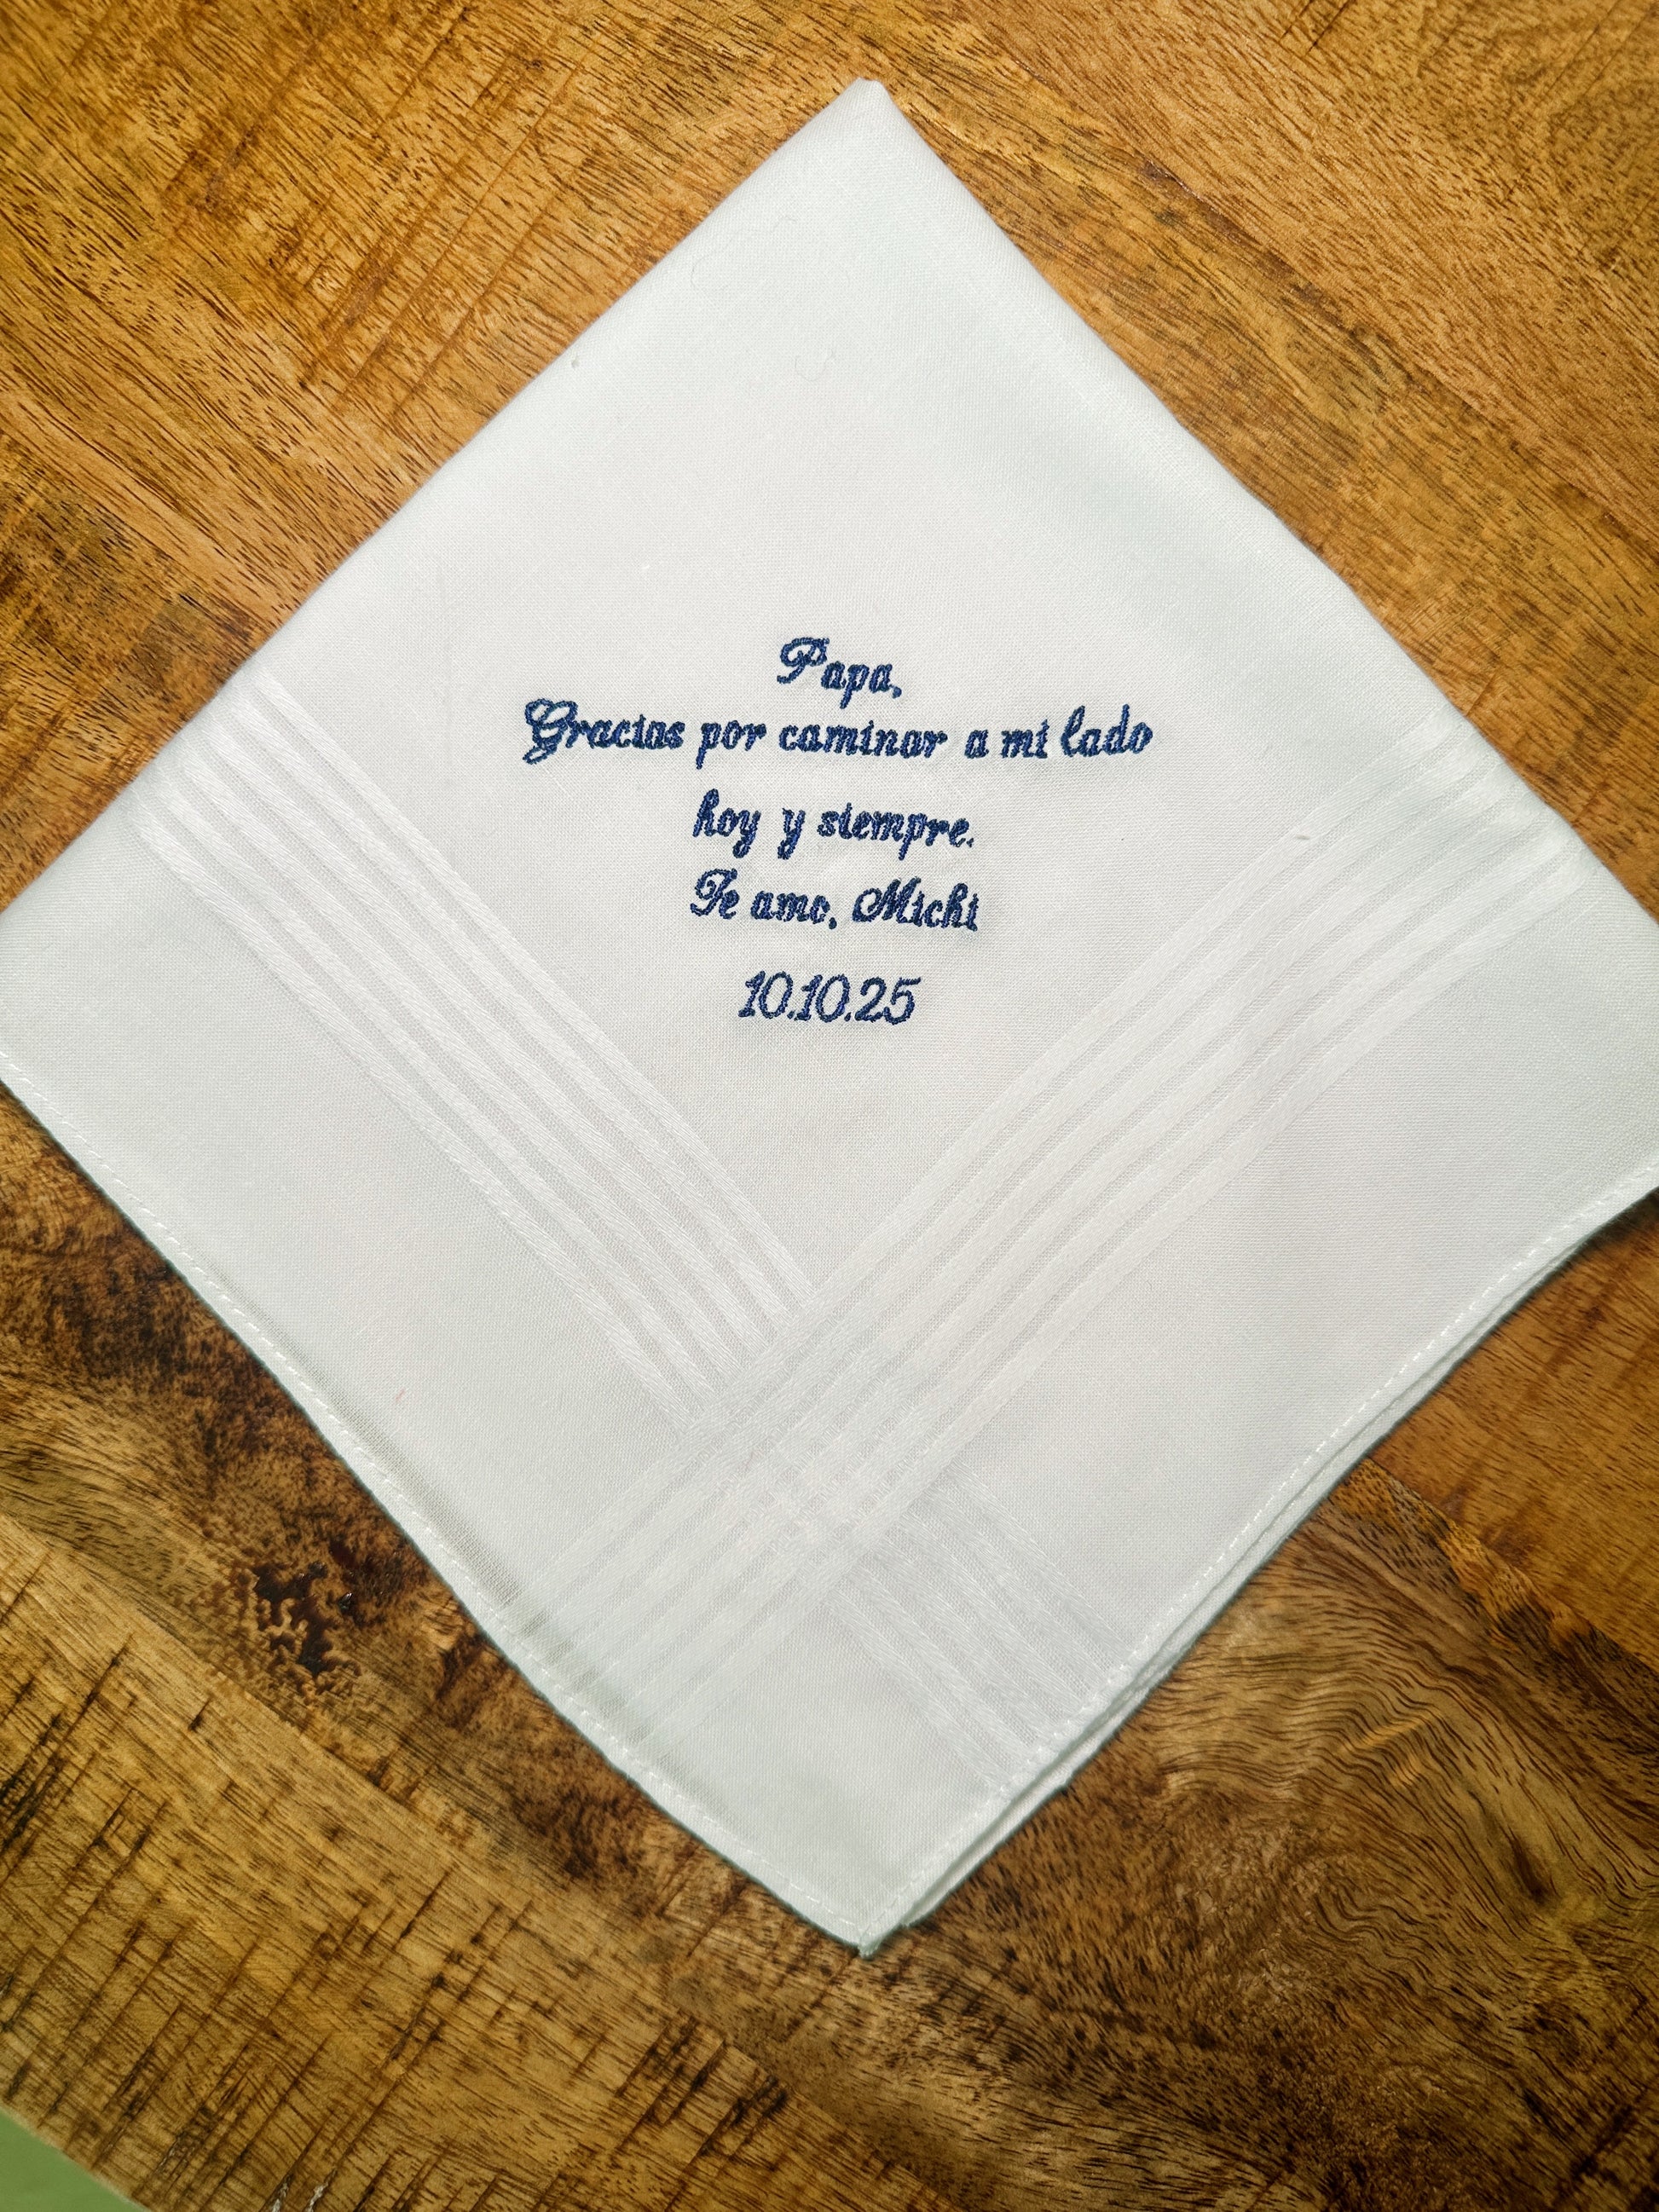 Papa,
Gracias por caminar a mi lado
hoy y siempre.
Te amo, Michi
10.10.25